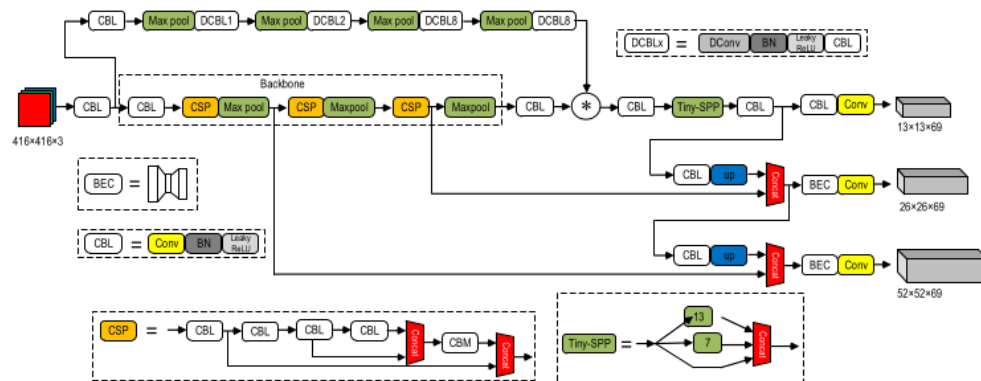 CBL Max pool DCBL1 Max pool DCBL2 Max pool DCBL8 Max pool DCBL8
DCBLx = DConv BN Leaky ReLU CBL
Backbone
CBL CBL CSP Max pool CSP Maxpool CSP Maxpool CBL * CBL Tiny-SPP CBL CBL Conv
416×416×3
13×13×69
BEC =
CBL up Concat BEC Conv
26×26×69
CBL = Conv BN Leaky ReLU
CBL up Concat BEC Conv
52×52×69
CSP = CBL CBL CBL CBL Concat CBM Concat
Tiny-SPP = 13 7 Concat